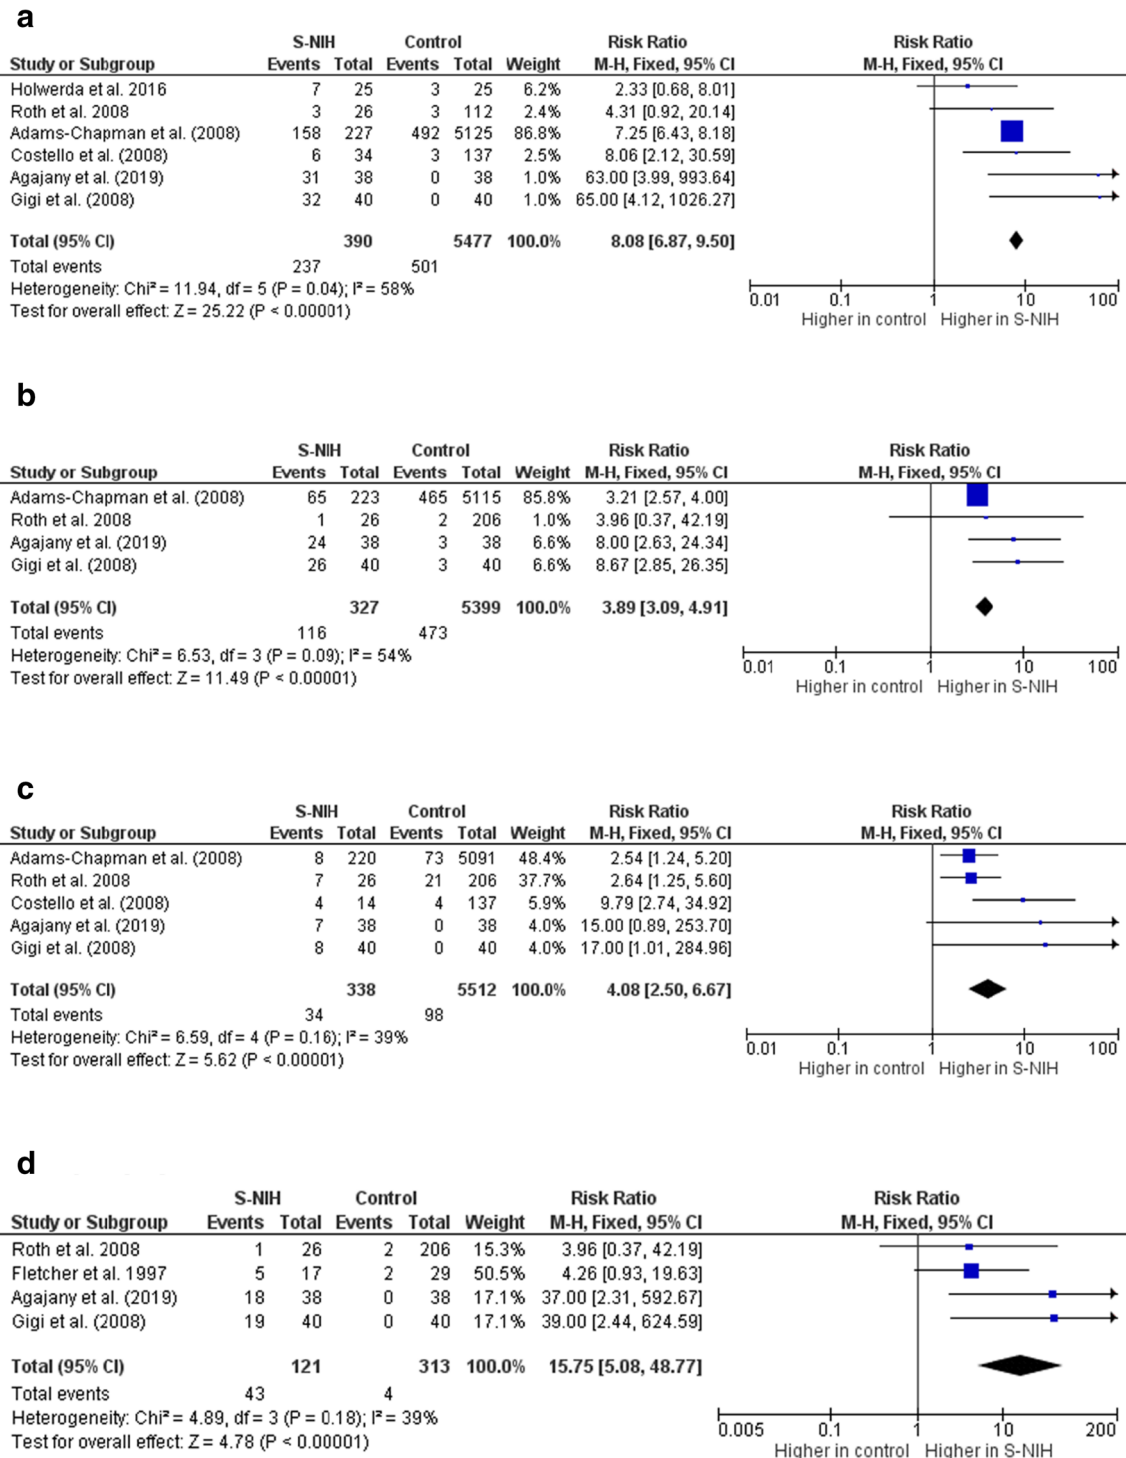 a
S-NIH Control Risk Ratio Risk Ratio
Study or Subgroup Events Total Events Total Weight M-H, Fixed, 95% CI M-H, Fixed, 95% CI
Holwerda et al. 2016 7 25 3 25 6.2% 2.33 [0.68, 8.01]
Roth et al. 2008 3 26 3 112 2.4% 4.31 [0.92, 20.14]
Adams-Chapman et al. (2008) 158 227 492 5125 86.8% 7.25 [6.43, 8.18]
Costello et al. (2008) 6 34 3 137 2.5% 8.06 [2.12, 30.59]
Agajany et al. (2019) 31 38 0 38 1.0% 63.00 [3.99, 993.64]
Gigi et al. (2008) 32 40 0 40 1.0% 65.00 [4.12, 1026.27]
Total (95% CI) 390 5477 100.0% 8.08 [6.87, 9.50]
Total events 237 501
Heterogeneity: Chi² = 11.94, df = 5 (P = 0.04); I² = 58%
Test for overall effect: Z = 25.22 (P < 0.00001)
0.01 0.1 1 10 100
Higher in control Higher in S-NIH
b
S-NIH Control Risk Ratio Risk Ratio
Study or Subgroup Events Total Events Total Weight M-H, Fixed, 95% CI M-H, Fixed, 95% CI
Adams-Chapman et al. (2008) 65 223 465 5115 85.8% 3.21 [2.57, 4.00]
Roth et al. 2008 1 26 2 206 1.0% 3.96 [0.37, 42.19]
Agajany et al. (2019) 24 38 3 38 6.6% 8.00 [2.63, 24.34]
Gigi et al. (2008) 26 40 3 40 6.6% 8.67 [2.85, 26.35]
Total (95% CI) 327 5399 100.0% 3.89 [3.09, 4.91]
Total events 116 473
Heterogeneity: Chi² = 6.53, df = 3 (P = 0.09); I² = 54%
Test for overall effect: Z = 11.49 (P < 0.00001)
0.01 0.1 1 10 100
Higher in control Higher in S-NIH
c
S-NIH Control Risk Ratio Risk Ratio
Study or Subgroup Events Total Events Total Weight M-H, Fixed, 95% CI M-H, Fixed, 95% CI
Adams-Chapman et al. (2008) 8 220 73 5091 48.4% 2.54 [1.24, 5.20]
Roth et al. 2008 7 26 21 206 37.7% 2.64 [1.25, 5.60]
Costello et al. (2008) 4 14 4 137 5.9% 9.79 [2.74, 34.92]
Agajany et al. (2019) 7 38 0 38 4.0% 15.00 [0.89, 253.70]
Gigi et al. (2008) 8 40 0 40 4.0% 17.00 [1.01, 284.96]
Total (95% CI) 338 5512 100.0% 4.08 [2.50, 6.67]
Total events 34 98
Heterogeneity: Chi² = 6.59, df = 4 (P = 0.16); I² = 39%
Test for overall effect: Z = 5.62 (P < 0.00001)
0.01 0.1 1 10 100
Higher in control Higher in S-NIH
d
S-NIH Control Risk Ratio Risk Ratio
Study or Subgroup Events Total Events Total Weight M-H, Fixed, 95% CI M-H, Fixed, 95% CI
Roth et al. 2008 1 26 2 206 15.3% 3.96 [0.37, 42.19]
Fletcher et al. 1997 5 17 2 29 50.5% 4.26 [0.93, 19.63]
Agajany et al. (2019) 18 38 0 38 17.1% 37.00 [2.31, 592.67]
Gigi et al. (2008) 19 40 0 40 17.1% 39.00 [2.44, 624.59]
Total (95% CI) 121 313 100.0% 15.75 [5.08, 48.77]
Total events 43 4
Heterogeneity: Chi² = 4.89, df = 3 (P = 0.18); I² = 39%
Test for overall effect: Z = 4.78 (P < 0.00001)
0.005 0.1 1 10 200
Higher in control Higher in S-NIH